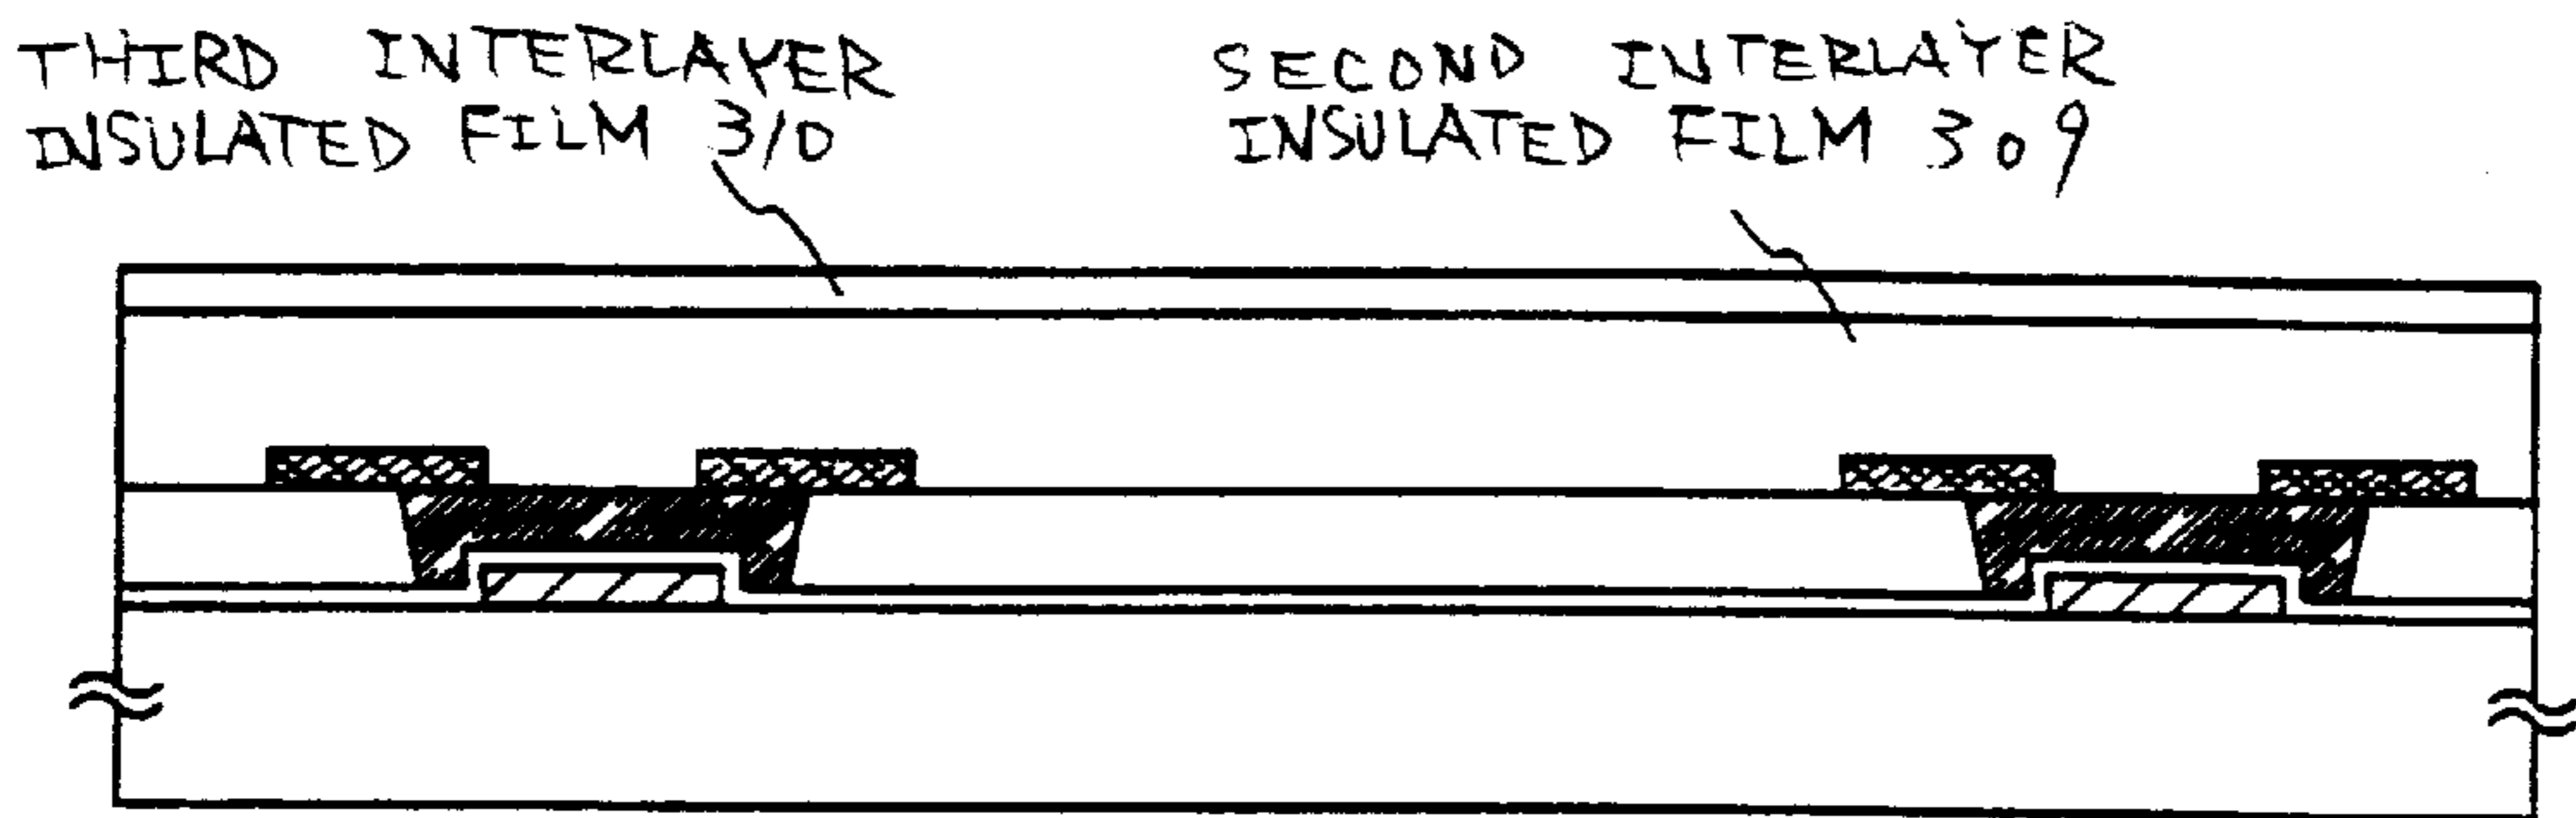 THIRD INTERLAYER
INSULATED FILM 310
SECOND INTERLAYER
INSULATED FILM 309